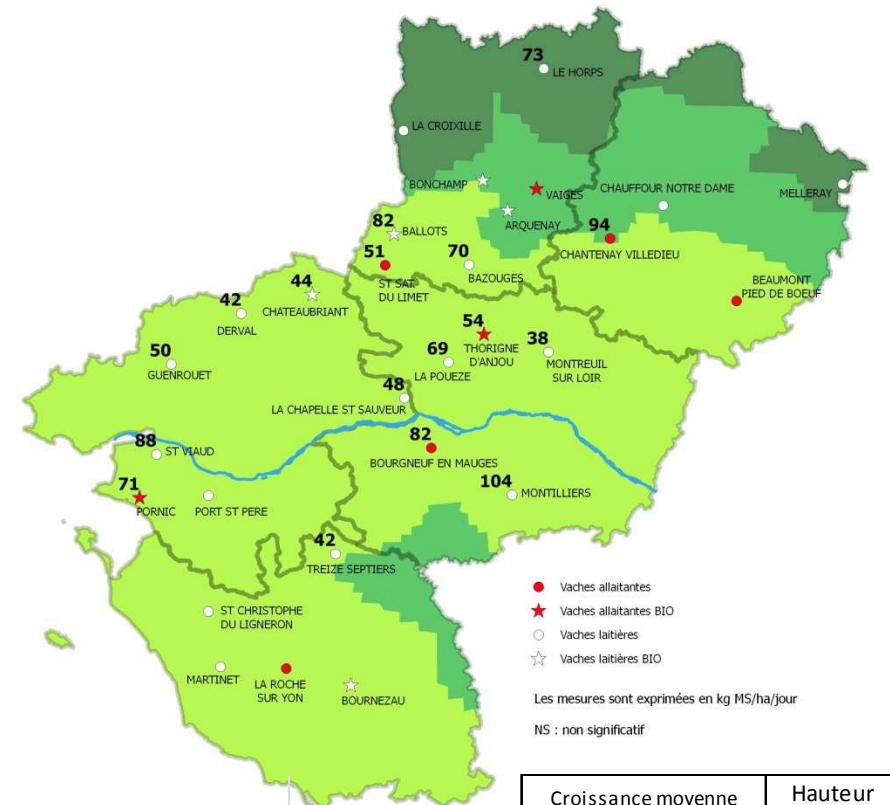 73
LE HORPS
LA CROIXILLE
BONCHAMP
VAIGES
CHAUFFOUR NOTRE DAME
MELLERAY
ARQUENAY
82
BALLOTS
94
CHANTENAY VILLEDIEU
51
ST SAT.
DU LIMET
70
BAZOUGES
BEAUMONT
PIED DE BOEUF
44
CHATEAUBRIANT
42
DERVAL
54
THORIGNE
D'ANJOU
38
MONTREUIL
SUR LOIR
69
LA POUEZE
50
GUENROUET
48
LA CHAPELLE ST SAUVEUR
82
BOURGNEUF EN MAUGES
88
ST VIAUD
71
PORNIC
PORT ST PERE
104
MONTILLIERS
42
TREIZE SEPTIERS
ST CHRISTOPHE
DU LIGNERON
MARTINET
LA ROCHE
SUR YON
BOURNEZAU
Vaches allaitantes
Vaches allaitantes BIO
Vaches laitières
Vaches laitières BIO
Les mesures sont exprimées en kg MS/ha/jour
NS : non significatif
Croissance moyenne
Hauteur